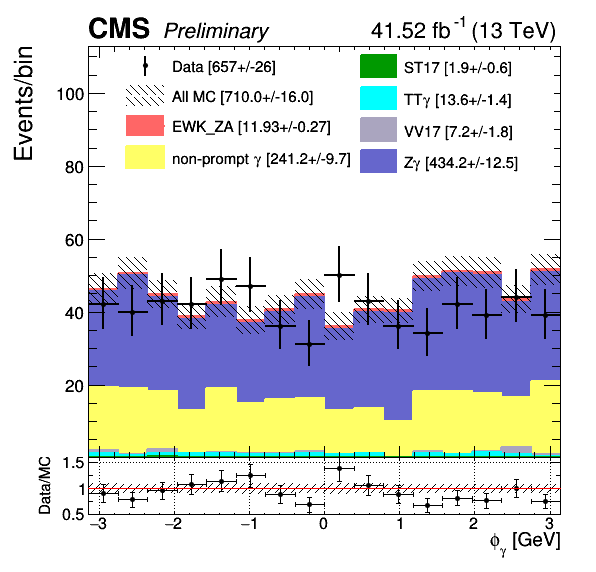 CMS Preliminary 41.52 fb⁻¹ (13 TeV)
Events/bin
Data [657+/-26]
All MC [710.0+/-16.0]
EWK_ZA [11.93+/-0.27]
non-prompt γ [241.2+/-9.7]
ST17 [1.9+/-0.6]
TTγ [13.6+/-1.4]
VV17 [7.2+/-1.8]
Zγ [434.2+/-12.5]
100
80
60
40
20
Data/MC
1.5
1
0.5
−3 −2 −1 0 1 2 3
ϕγ [GeV]